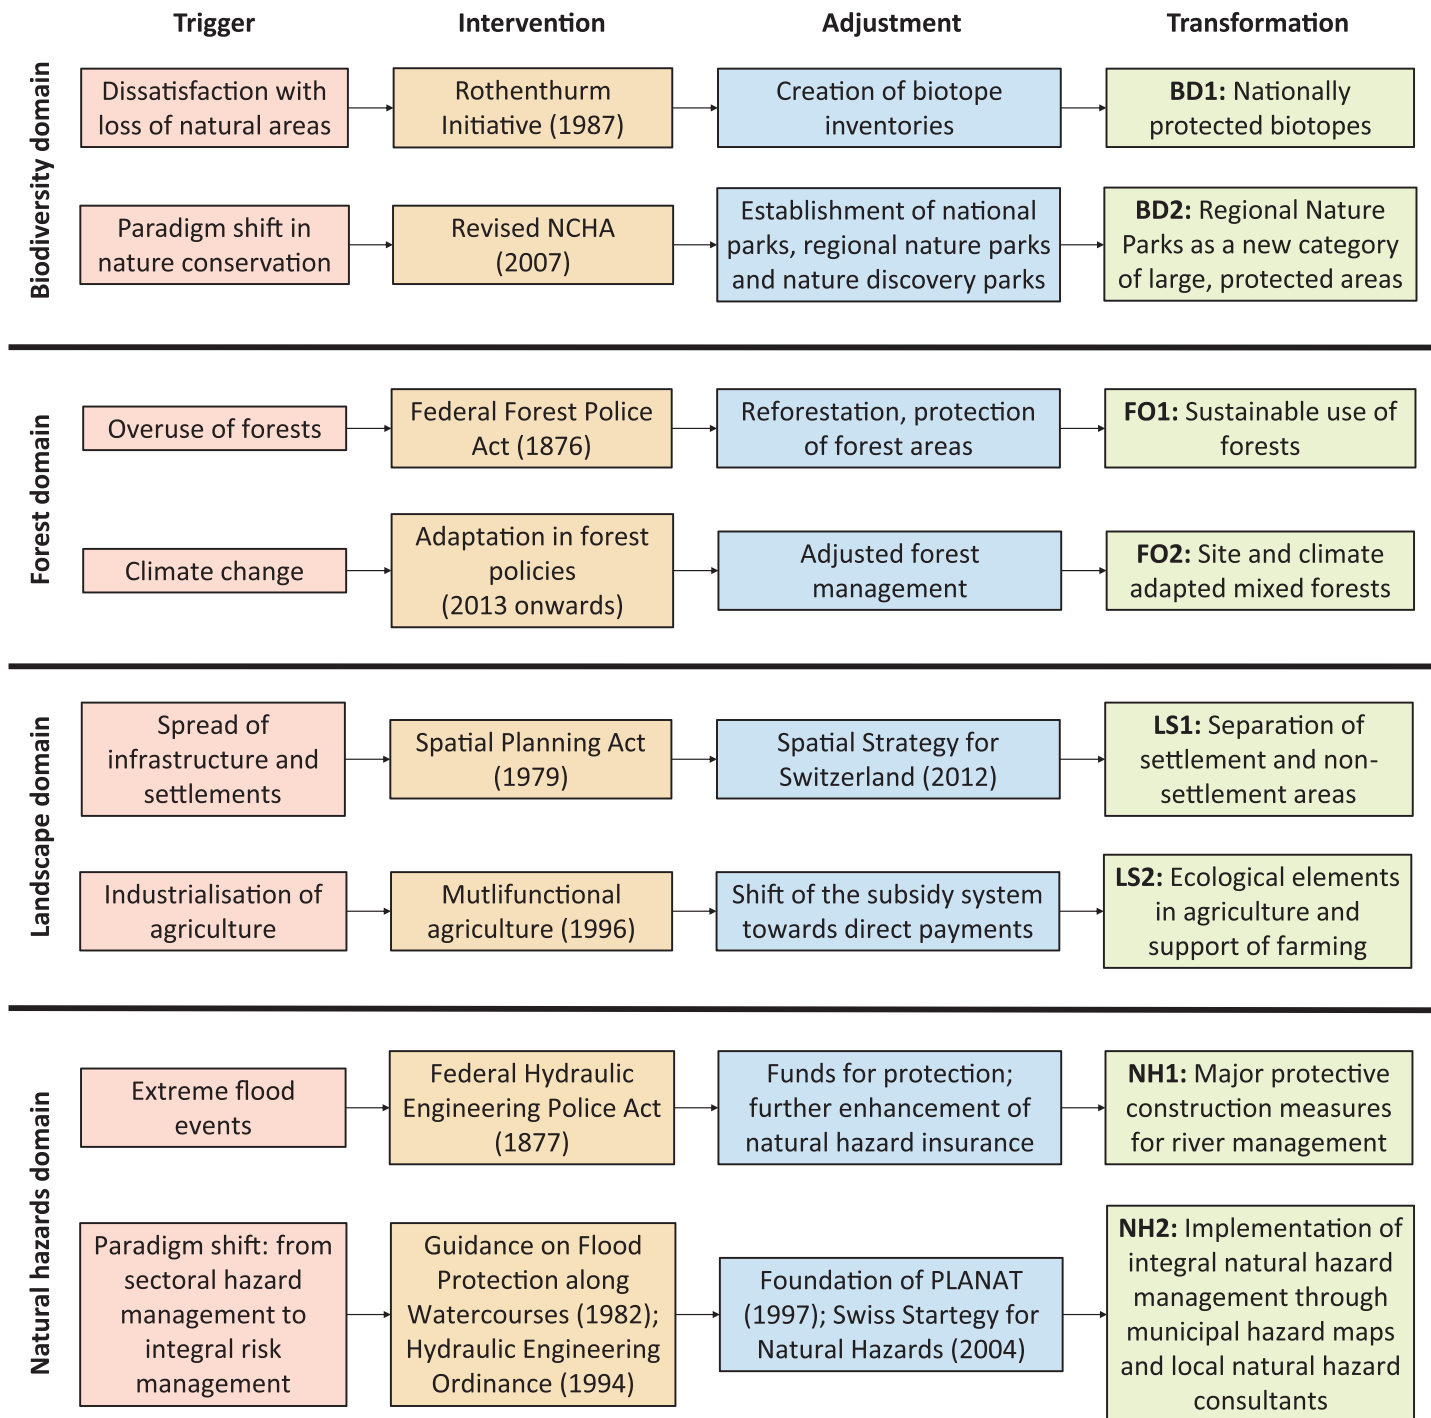 Trigger
Intervention
Adjustment
Transformation
Biodiversity domain
Dissatisfaction with
loss of natural areas
Rothenthurm
Initiative (1987)
Creation of biotope
inventories
BD1: Nationally
protected biotopes
Paradigm shift in
nature conservation
Revised NCHA
(2007)
Establishment of national
parks, regional nature parks
and nature discovery parks
BD2: Regional Nature
Parks as a new category
of large, protected areas
Forest domain
Overuse of forests
Federal Forest Police
Act (1876)
Reforestation, protection
of forest areas
FO1: Sustainable use of
forests
Climate change
Adaptation in forest
policies
(2013 onwards)
Adjusted forest
management
FO2: Site and climate
adapted mixed forests
Landscape domain
Spread of
infrastructure and
settlements
Spatial Planning Act
(1979)
Spatial Strategy for
Switzerland (2012)
LS1: Separation of
settlement and non-
settlement areas
Industrialisation of
agriculture
Mutlifunctional
agriculture (1996)
Shift of the subsidy system
towards direct payments
LS2: Ecological elements
in agriculture and
support of farming
Natural hazards domain
Extreme flood
events
Federal Hydraulic
Engineering Police Act
(1877)
Funds for protection;
further enhancement of
natural hazard insurance
NH1: Major protective
construction measures
for river management
Paradigm shift: from
sectoral hazard
management to
integral risk
management
Guidance on Flood
Protection along
Watercourses (1982);
Hydraulic Engineering
Ordinance (1994)
Foundation of PLANAT
(1997); Swiss Startegy for
Natural Hazards (2004)
NH2: Implementation of
integral natural hazard
management through
municipal hazard maps
and local natural hazard
consultants